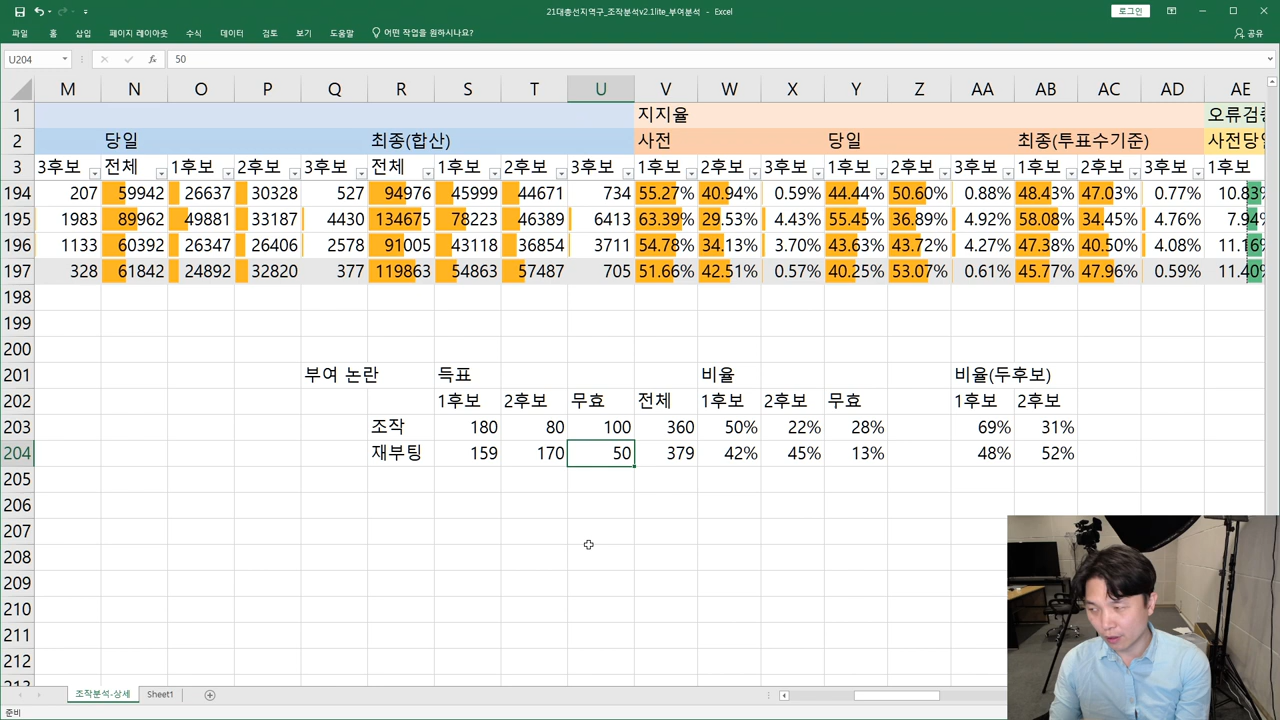 21대총선지역구_조작분석v2.1lite_부여분석 - Excel
로그인
파일 홈 삽입 페이지 레이아웃 수식 데이터 검토 보기 도움말 어떤 작업을 원하시나요? 공유
U204 fx 50
M N O P Q R S T U V W X Y Z AA AB AC AD AE
1 지지율 오류검증
2 당일 최종(합산) 사전 당일 최종(투표수기준) 사전당일
3 3후보 전체 1후보 2후보 3후보 전체 1후보 2후보 3후보 1후보 2후보 3후보 1후보 2후보 3후보 1후보 2후보 3후보 1후보
194 207 59942 26637 30328 527 94976 45999 44671 734 55.27% 40.94% 0.59% 44.44% 50.60% 0.88% 48.43% 47.03% 0.77% 10.83%
195 1983 89962 49881 33187 4430 134675 78223 46389 6413 63.39% 29.53% 4.43% 55.45% 36.89% 4.92% 58.08% 34.45% 4.76% 7.94%
196 1133 60392 26347 26406 2578 91005 43118 36854 3711 54.78% 34.13% 3.70% 43.63% 43.72% 4.27% 47.38% 40.50% 4.08% 11.16%
197 328 61842 24892 32820 377 119863 54863 57487 705 51.66% 42.51% 0.57% 40.25% 53.07% 0.61% 45.77% 47.96% 0.59% 11.40%
198
199
200
201 부여 논란 득표 비율 비율(두후보)
202 1후보 2후보 무효 전체 1후보 2후보 무효 1후보 2후보
203 조작 180 80 100 360 50% 22% 28% 69% 31%
204 재부팅 159 170 50 379 42% 45% 13% 48% 52%
205
206
207
208
209
210
211
212
조작분석-상세 Sheet1
준비